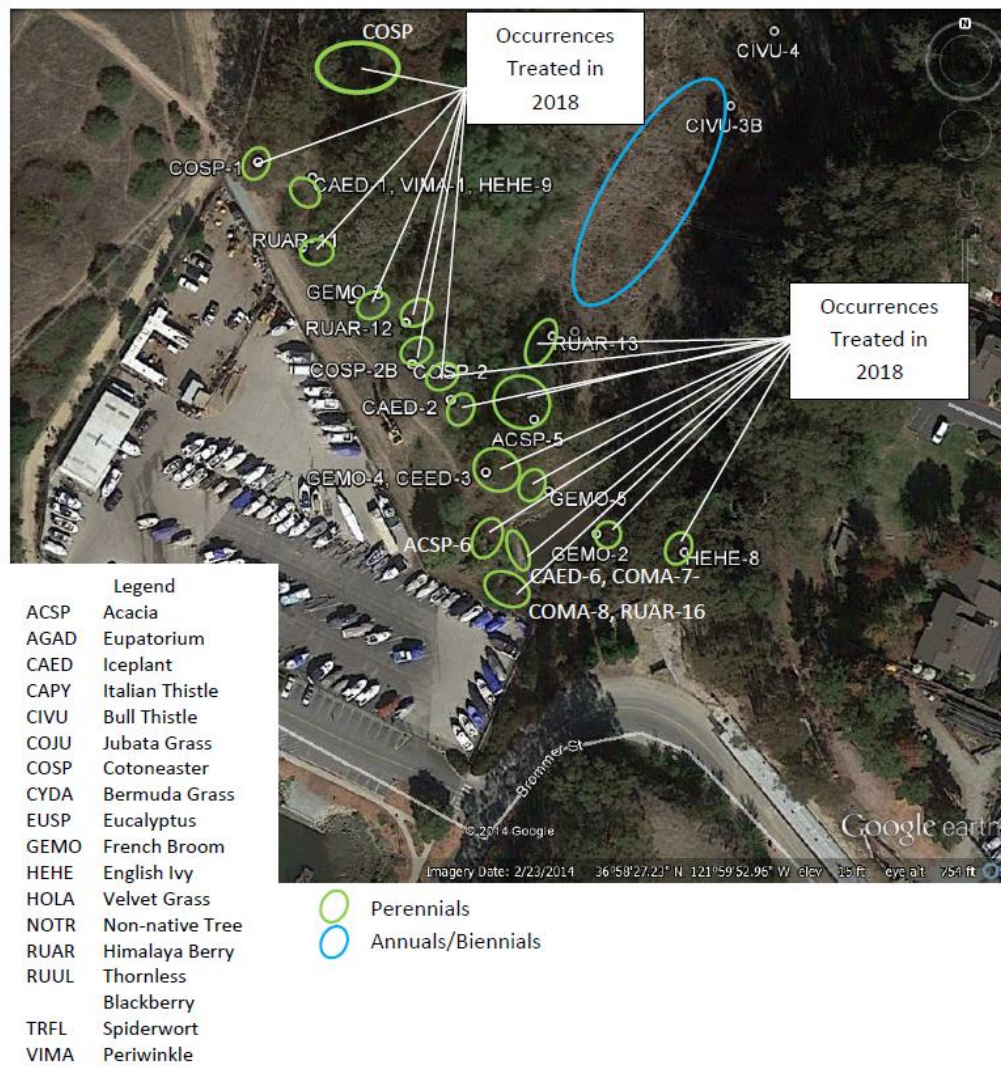 COSP
Occurrences
Treated in
2018
N
CIVU-4
CIVU-3B
COSP-1
CAED-1, VIMA-1, HEHE-9
RUAR-11
GEMO-3
RUAR-12
RUAR-13
COSP-2B
COSP-2
CAED-2
ACSP-5
Occurrences
Treated in
2018
GEMO-4, CEED-3
GEMO-5
ACSP-6
GEMO-2
HEHE-8
CAED-6, COMA-7-
COMA-8, RUAR-16
Brommer St
© 2014 Google
Google earth
Imagery Date: 2/23/2014 36°58'27.23" N 121°59'52.96" W elev 15 ft eye alt 754 ft
Legend
ACSP Acacia
AGAD Eupatorium
CAED Iceplant
CAPY Italian Thistle
CIVU Bull Thistle
COJU Jubata Grass
COSP Cotoneaster
CYDA Bermuda Grass
EUSP Eucalyptus
GEMO French Broom
HEHE English Ivy
HOLA Velvet Grass
NOTR Non-native Tree
RUAR Himalaya Berry
RUUL Thornless
Blackberry
TRFL Spiderwort
VIMA Periwinkle
Perennials
Annuals/Biennials